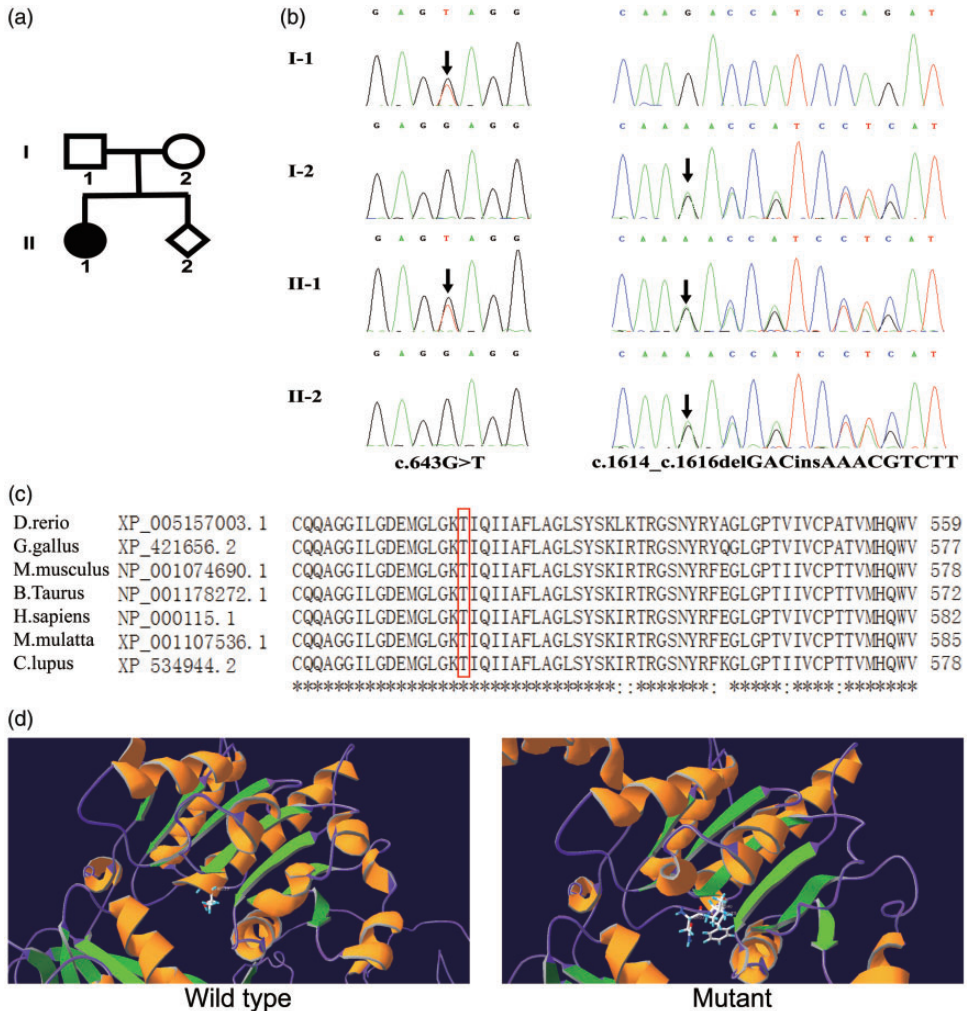 (a)
I
1
2
II
1
2
(b)
G A G T A G G
C A A G A C C A T C C A G A T
I-1
G A G G A G G
C A A A A C C A T C C T C A T
I-2
G A G T A G G
C A A A A C C A T C C T C A T
II-1
G A G G A G G
C A A A A C C A T C C T C A T
II-2
c.643G>T
c.1614_c.1616delGACinsAAACGTCTT
(c)
D.rerio XP_005157003.1 CQQAGGILGDEMGLGKTIQIIAFLAGLSYSKLKTRGSNYRYAGLGPTVIVCPATVMHQWV 559
G.gallus XP_421656.2 CQQAGGILGDEMGLGKTIQIIAFLAGLSYSKIRTRGSNYRYQGLGPTVIVCPATVMHQWV 577
M.musculus NP_001074690.1 CQQAGGILGDEMGLGKTIQIIAFLAGLSYSKIRTRGSNYRFEGLGPTIIVCPTTVMHQWV 578
B.Taurus NP_001178272.1 CQQAGGILGDEMGLGKTIQIIAFLAGLSYSKIRTRGSNYRFEGLGPTVIVCPTTVMHQWV 572
H.sapiens NP_000115.1 CQQAGGILGDEMGLGKTIQIIAFLAGLSYSKIRTRGSNYRFEGLGPTVIVCPTTVMHQWV 582
M.mulatta XP_001107536.1 CQQAGGILGDEMGLGKTIQIIAFLAGLSYSKIRTRGSNYRFEGLGPTVIVCPTTVMHQWV 585
C.lupus XP_534944.2 CQQAGGILGDEMGLGKTIQIIAFLAGLSYSKIRTRGSNYRFKGLGPTIIVCPTTVMHQWV 578
*******************************::*******: *****:****:*******
(d)
Wild type
Mutant